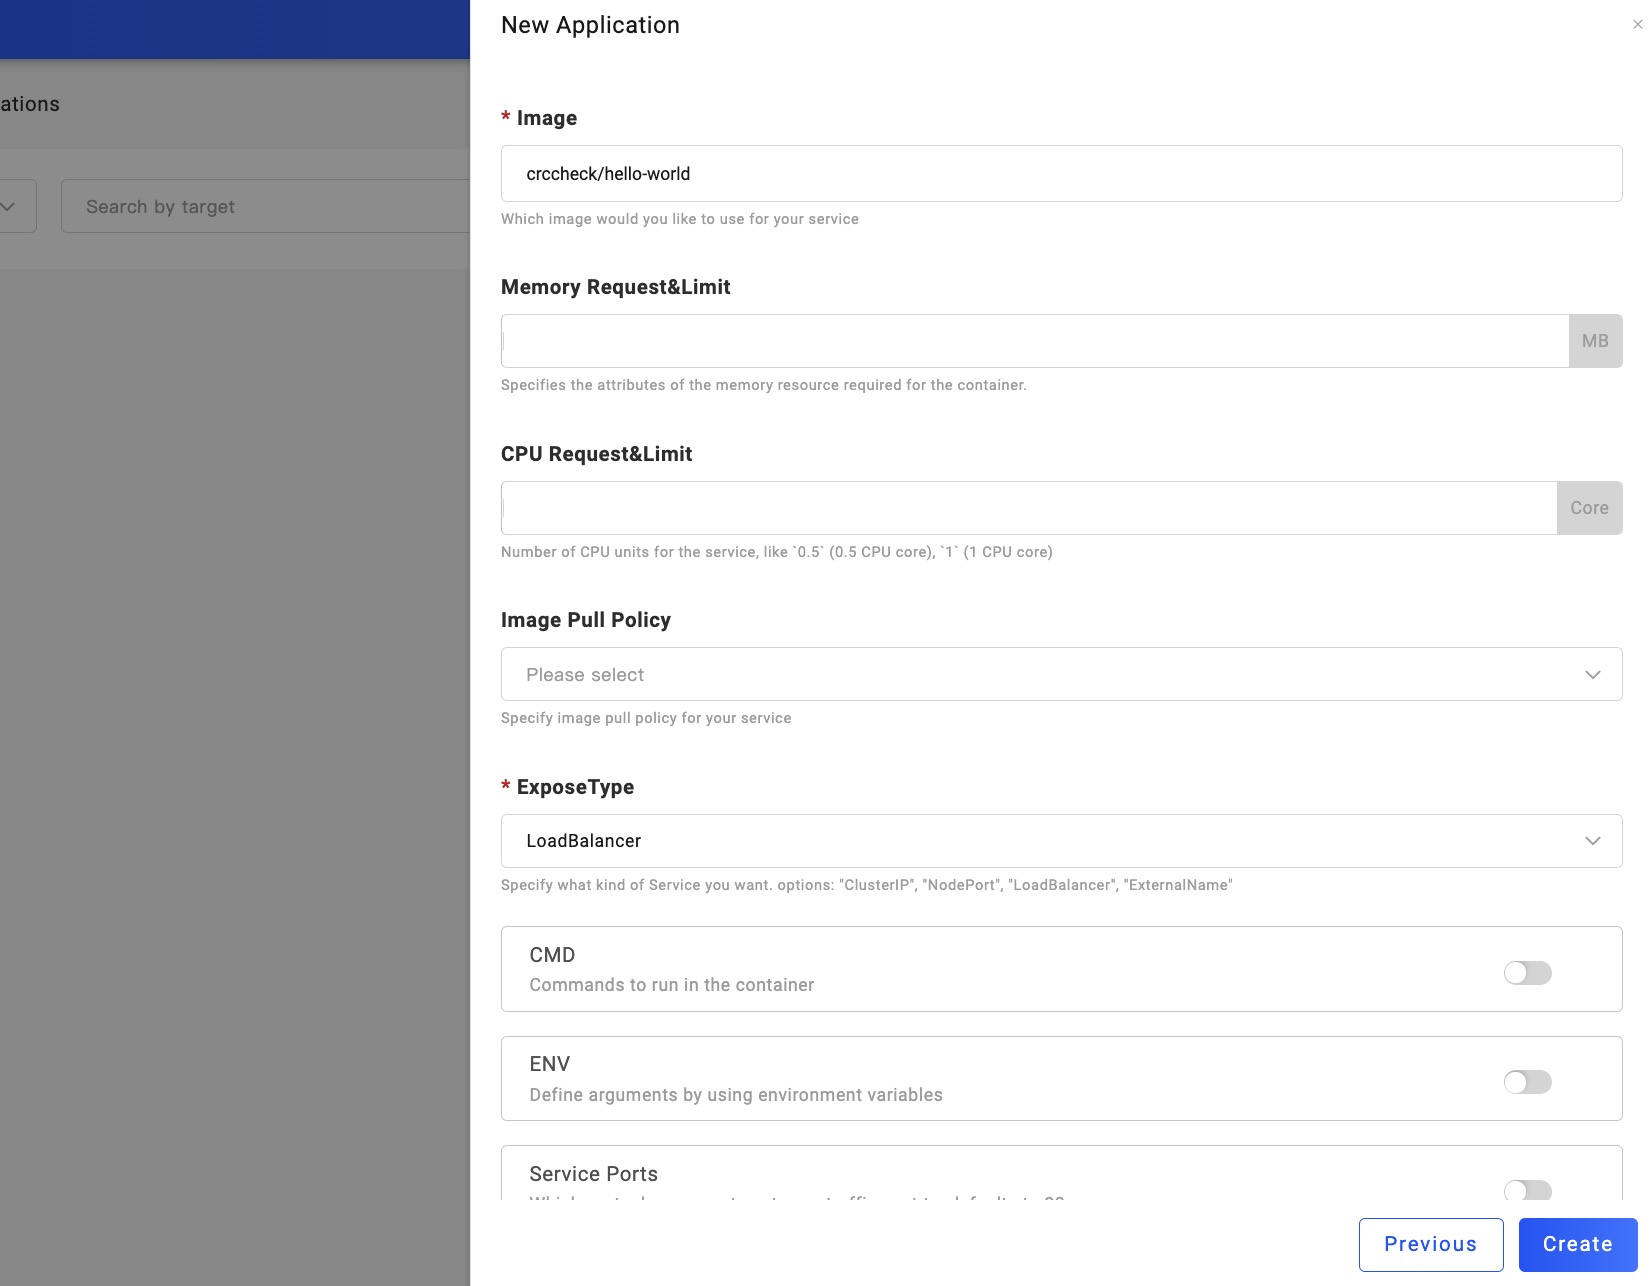 New Application
ations
* Image
crccheck/hello-world
Search by target
Which image would you like to use for your service
Memory Request&Limit
MB
Specifies the attributes of the memory resource required for the container.
CPU Request&Limit
Core
Number of CPU units for the service, like `0.5` (0.5 CPU core), `1` (1 CPU core)
Image Pull Policy
Please select
Specify image pull policy for your service
* ExposeType
LoadBalancer
Specify what kind of Service you want. options: "ClusterIP", "NodePort", "LoadBalancer", "ExternalName"
CMD
Commands to run in the container
ENV
Define arguments by using environment variables
Service Ports
Previous
Create